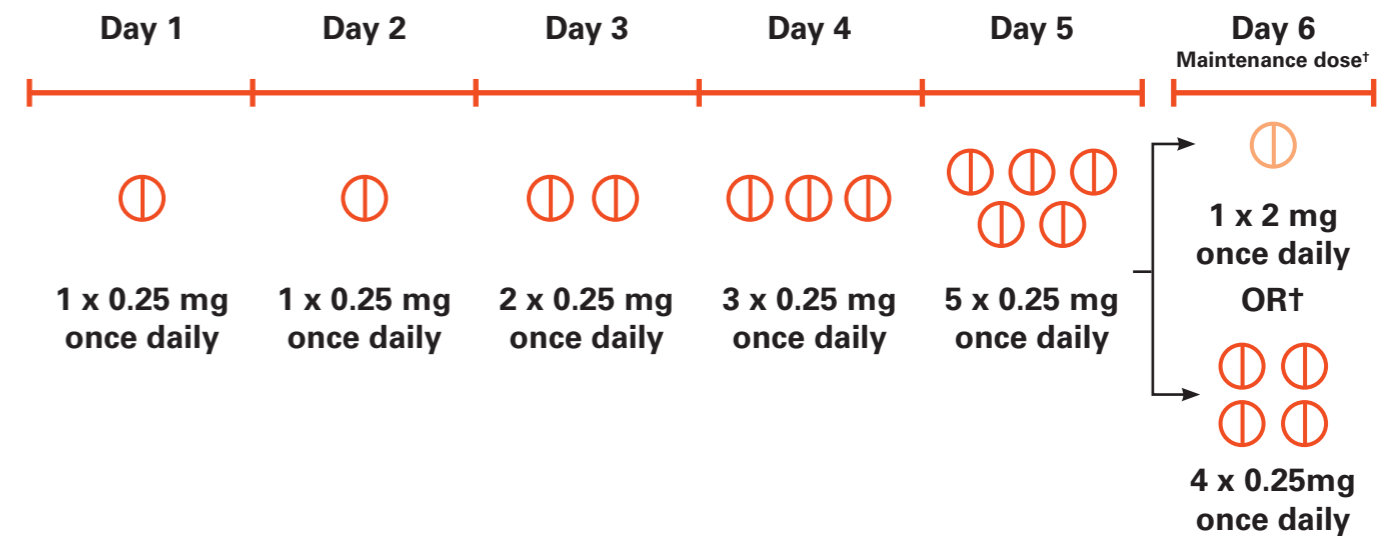 Day 1
Day 2
Day 3
Day 4
Day 5
Day 6
Maintenance dose†
1 x 0.25 mg
once daily
1 x 0.25 mg
once daily
2 x 0.25 mg
once daily
3 x 0.25 mg
once daily
5 x 0.25 mg
once daily
1 x 2 mg
once daily
OR†
4 x 0.25mg
once daily